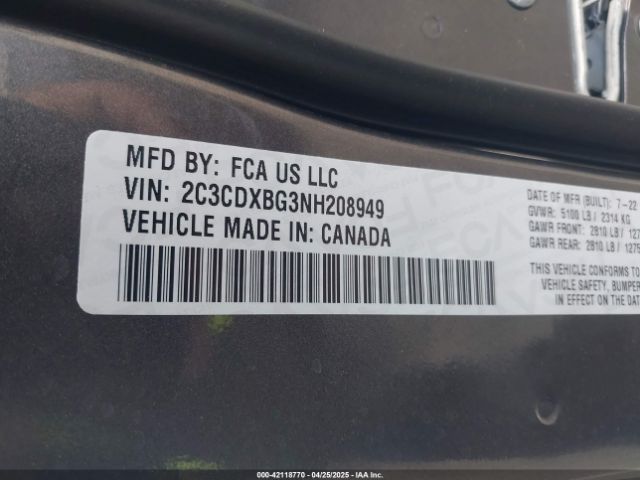 MFD BY: FCA US LLC
VIN: 2C3CDXBG3NH208949
VEHICLE MADE IN: CANADA
DATE OF MFR (BUILT): 7-22
GVWR: 5100 LB / 2314 KG
GAWR FRONT: 2810 LB / 127
GAWR REAR: 2810 LB / 1275
THIS VEHICLE CONFORMS TO
VEHICLE SAFETY, BUMPER
IN EFFECT ON THE DAT
000-42118770 - 04/25/2025 - IAAI, Inc.